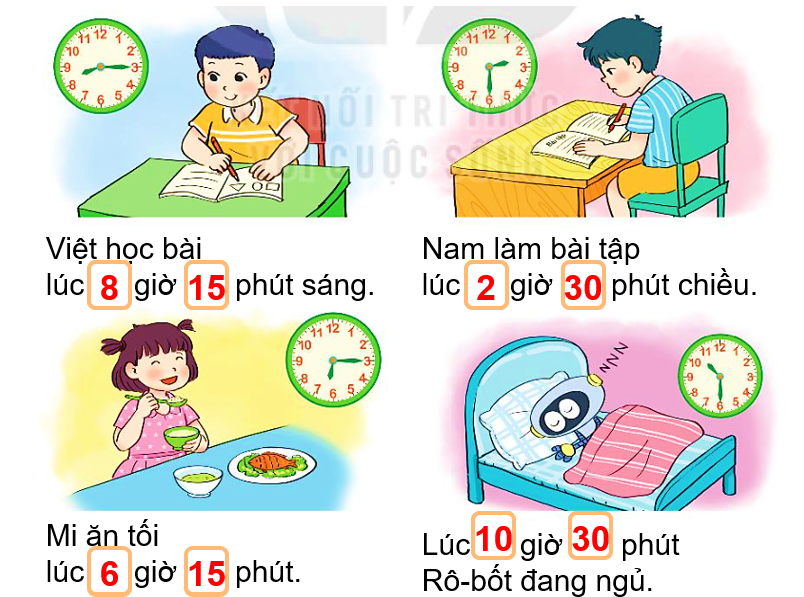 Việt học bài
lúc 8 giờ 15 phút sáng.
Nam làm bài tập
lúc 2 giờ 30 phút chiều.
Mi ăn tối
lúc 6 giờ 15 phút.
Lúc 10 giờ 30 phút
Rô-bốt đang ngủ.